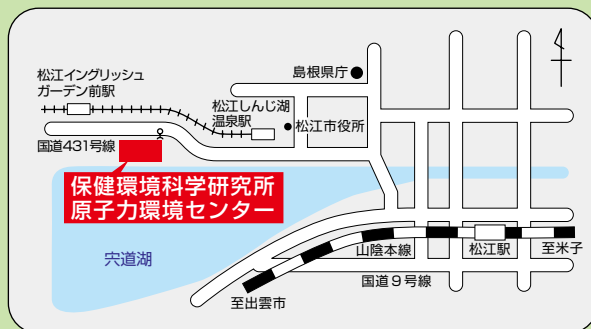 島根県庁
松江イングリッシュ
ガーデン前駅
松江しんじ湖
温泉駅
松江市役所
国道431号線
保健環境科学研究所
原子力環境センター
宍道湖
山陰本線
松江駅
至米子
国道9号線
至出雲市